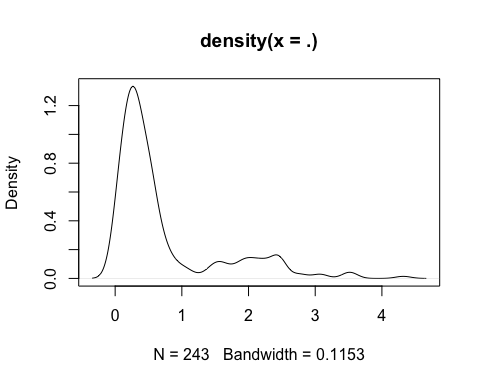 density(x = .)
Density
0.0 0.4 0.8 1.2
0 1 2 3 4
N = 243 Bandwidth = 0.1153